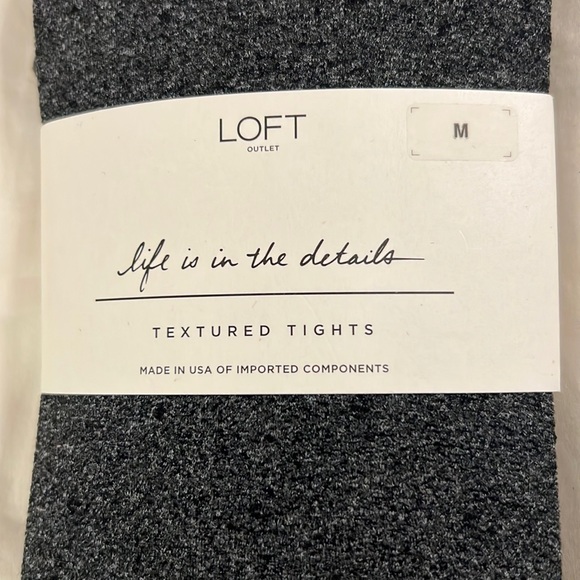 LOFT
OUTLET
M
life is in the details
TEXTURED TIGHTS
MADE IN USA OF IMPORTED COMPONENTS